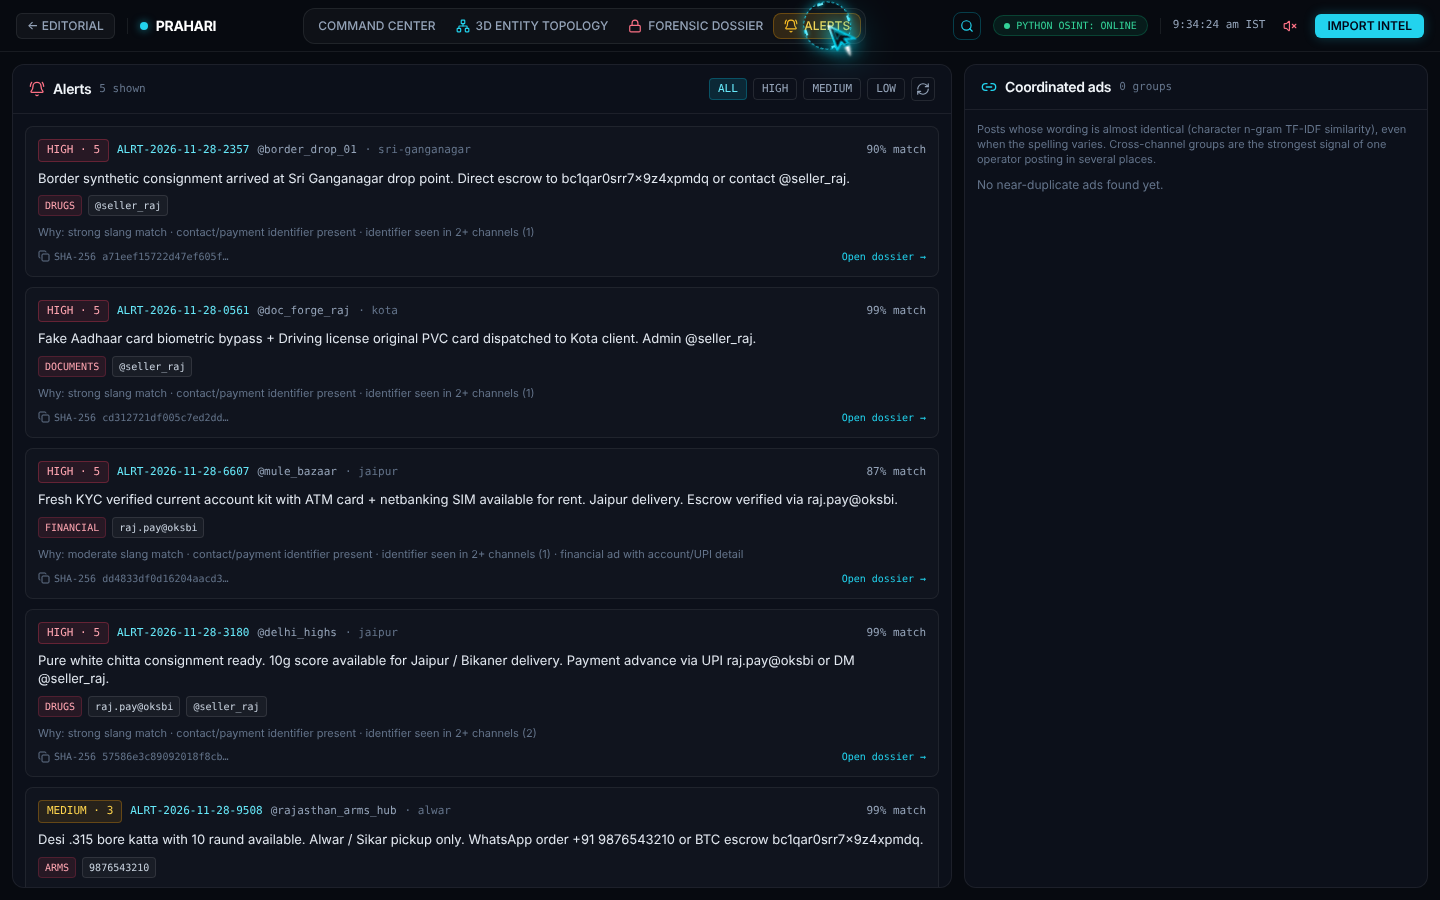 ← EDITORIAL
PRAHARI
COMMAND CENTER
3D ENTITY TOPOLOGY
FORENSIC DOSSIER
ALERTS
PYTHON OSINT: ONLINE
9:34:24 am IST
IMPORT INTEL
Alerts 5 shown
ALL HIGH MEDIUM LOW
HIGH · 5 ALRT-2026-11-28-2357 @border_drop_01 · sri-ganganagar 90% match
Border synthetic consignment arrived at Sri Ganganagar drop point. Direct escrow to bc1qar0srr7×9z4xpmdq or contact @seller_raj.
DRUGS @seller_raj
Why: strong slang match · contact/payment identifier present · identifier seen in 2+ channels (1)
SHA-256 a71eef15722d47ef605f… Open dossier →
HIGH · 5 ALRT-2026-11-28-0561 @doc_forge_raj · kota 99% match
Fake Aadhaar card biometric bypass + Driving license original PVC card dispatched to Kota client. Admin @seller_raj.
DOCUMENTS @seller_raj
Why: strong slang match · contact/payment identifier present · identifier seen in 2+ channels (1)
SHA-256 cd312721df005c7ed2dd… Open dossier →
HIGH · 5 ALRT-2026-11-28-6607 @mule_bazaar · jaipur 87% match
Fresh KYC verified current account kit with ATM card + netbanking SIM available for rent. Jaipur delivery. Escrow verified via raj.pay@oksbi.
FINANCIAL raj.pay@oksbi
Why: moderate slang match · contact/payment identifier present · identifier seen in 2+ channels (1) · financial ad with account/UPI detail
SHA-256 dd4833df0d16204aacd3… Open dossier →
HIGH · 5 ALRT-2026-11-28-3180 @delhi_highs · jaipur 99% match
Pure white chitta consignment ready. 10g score available for Jaipur / Bikaner delivery. Payment advance via UPI raj.pay@oksbi or DM
@seller_raj.
DRUGS raj.pay@oksbi @seller_raj
Why: strong slang match · contact/payment identifier present · identifier seen in 2+ channels (2)
SHA-256 57586e3c89092018f8cb… Open dossier →
MEDIUM · 3 ALRT-2026-11-28-9508 @rajasthan_arms_hub · alwar 99% match
Desi .315 bore katta with 10 raund available. Alwar / Sikar pickup only. WhatsApp order +91 9876543210 or BTC escrow bc1qar0srr7×9z4xpmdq.
ARMS 9876543210
Coordinated ads 0 groups
Posts whose wording is almost identical (character n-gram TF-IDF similarity), even
when the spelling varies. Cross-channel groups are the strongest signal of one
operator posting in several places.
No near-duplicate ads found yet.